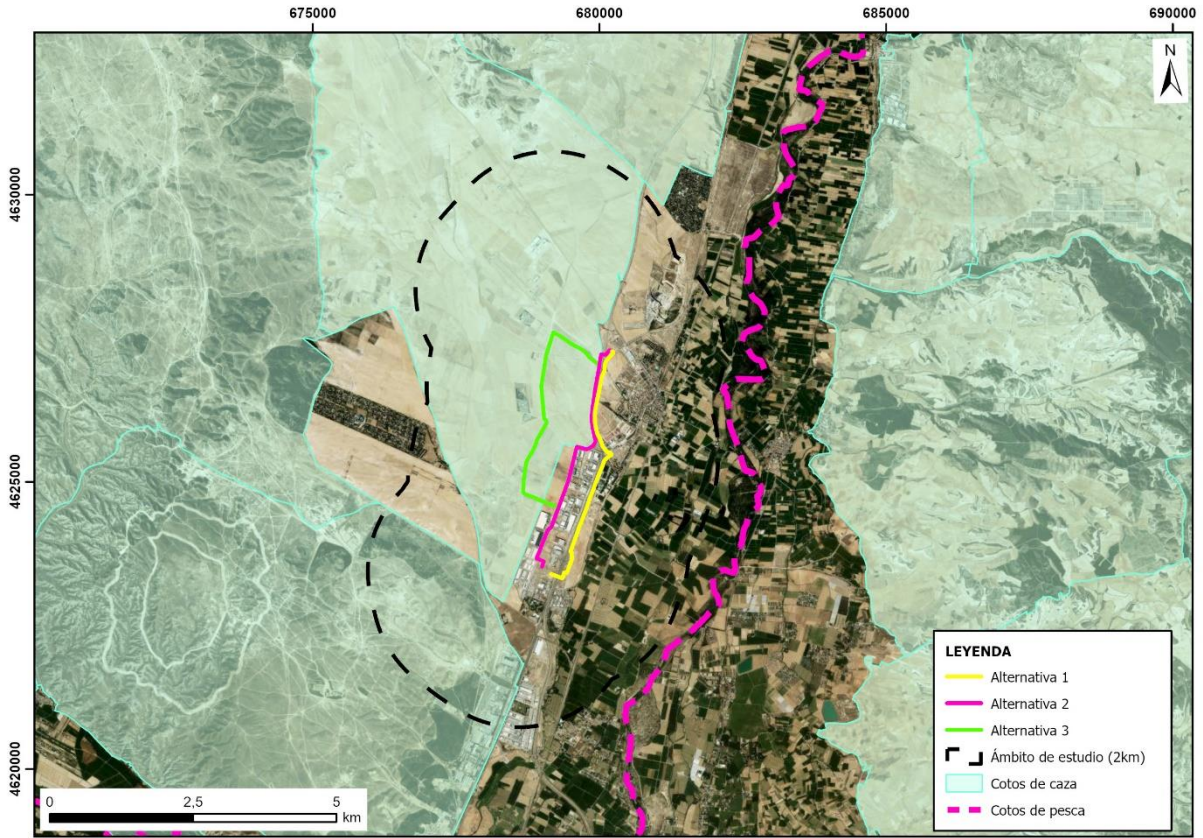 675000 680000 685000 690000
N
4630000
4625000
4620000
LEYENDA
Alternativa 1
Alternativa 2
Alternativa 3
Ámbito de estudio (2km)
Cotos de caza
Cotos de pesca
0 2,5 5
km